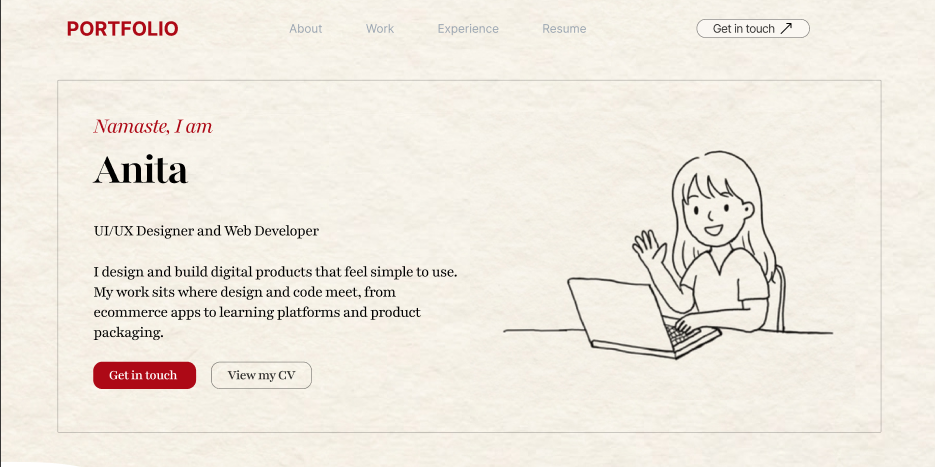 PORTFOLIO
About
Work
Experience
Resume
Get in touch
Namaste, I am
Anita
UI/UX Designer and Web Developer
I design and build digital products that feel simple to use.
My work sits where design and code meet, from
ecommerce apps to learning platforms and product
packaging.
Get in touch
View my CV